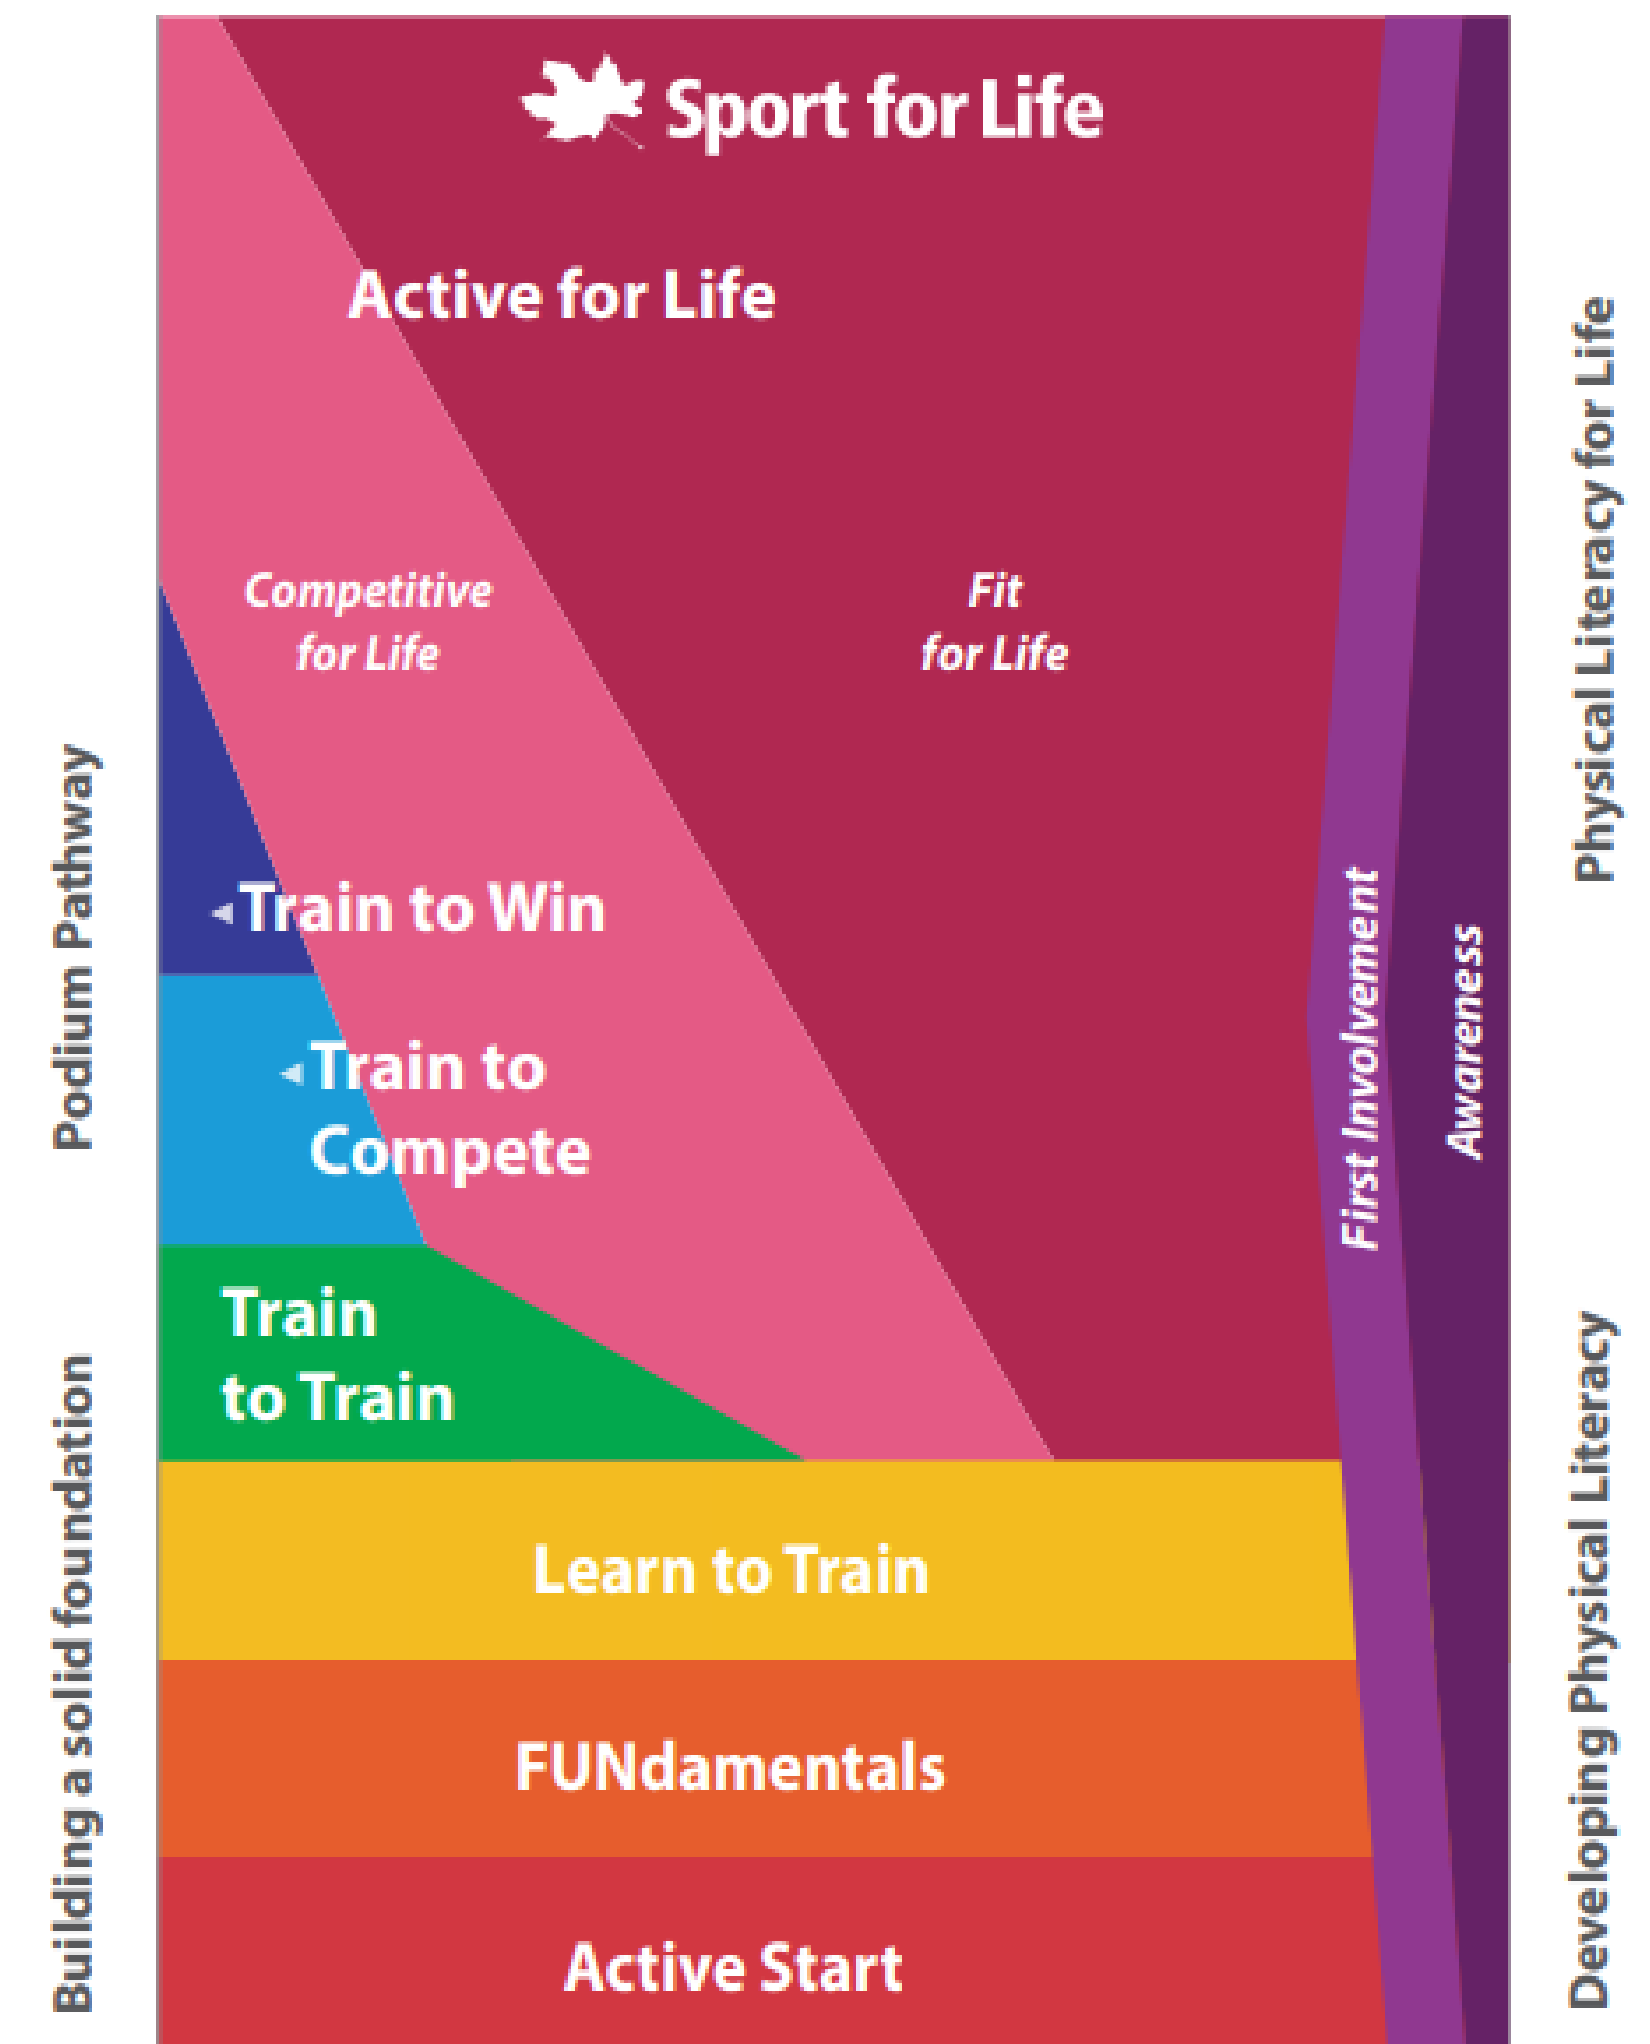 Sport for Life
Active for Life
Competitive
for Life
Fit
for Life
Train to Win
Train to
Compete
Train
to Train
Learn to Train
FUNdamentals
Active Start
First Involvement
Awareness
Podium Pathway
Building a solid foundation
Physical Literacy for Life
Developing Physical Literacy